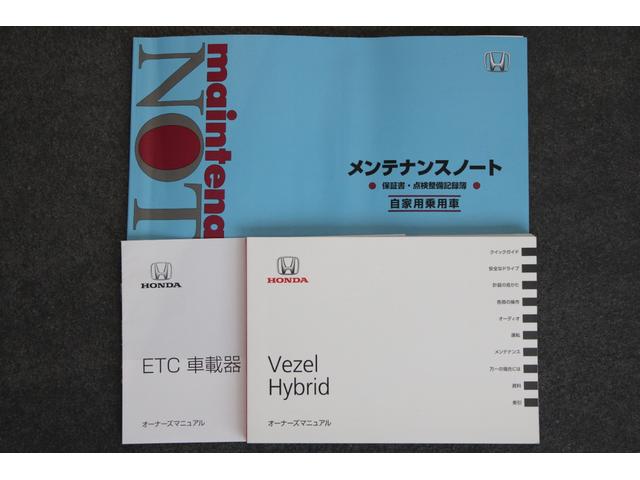 maintena
NOT
メンテナンスノート
● 保証書・点検整備記録簿 ●
自家用乗用車
HONDA
ETC 車載器
オーナーズマニュアル
HONDA
Vezel
Hybrid
オーナーズマニュアル
クイックガイド
安全なドライブ
計器の見かた
各部の操作
オーディオ
運転
メンテナンス
万一の場合には
資料
索引